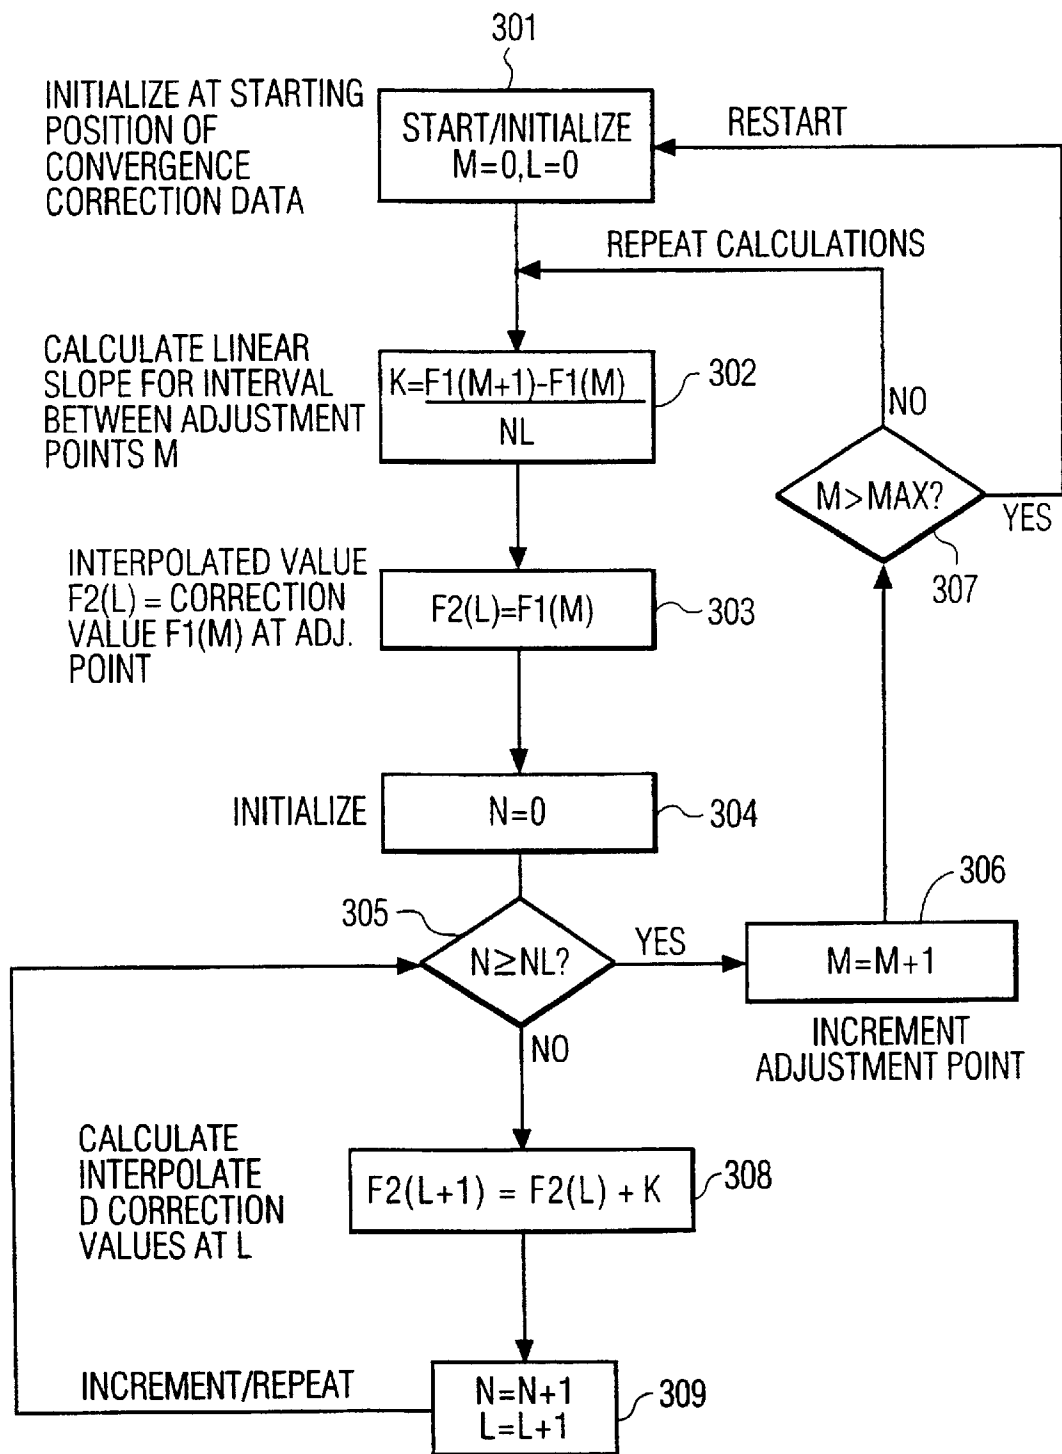 301
INITIALIZE AT STARTING
POSITION OF
CONVERGENCE
CORRECTION DATA
START/INITIALIZE
M=0,L=0
RESTART
REPEAT CALCULATIONS
CALCULATE LINEAR
SLOPE FOR INTERVAL
BETWEEN ADJUSTMENT
POINTS M
K=F1(M+1)-F1(M)
NL
302
NO
M>MAX?
YES
307
INTERPOLATED VALUE
F2(L) = CORRECTION
VALUE F1(M) AT ADJ.
POINT
F2(L)=F1(M)
303
INITIALIZE
N=0
304
305
N≥NL?
YES
NO
306
M=M+1
INCREMENT
ADJUSTMENT POINT
CALCULATE
INTERPOLATE
D CORRECTION
VALUES AT L
F2(L+1) = F2(L) + K
308
INCREMENT/REPEAT
N=N+1
L=L+1
309